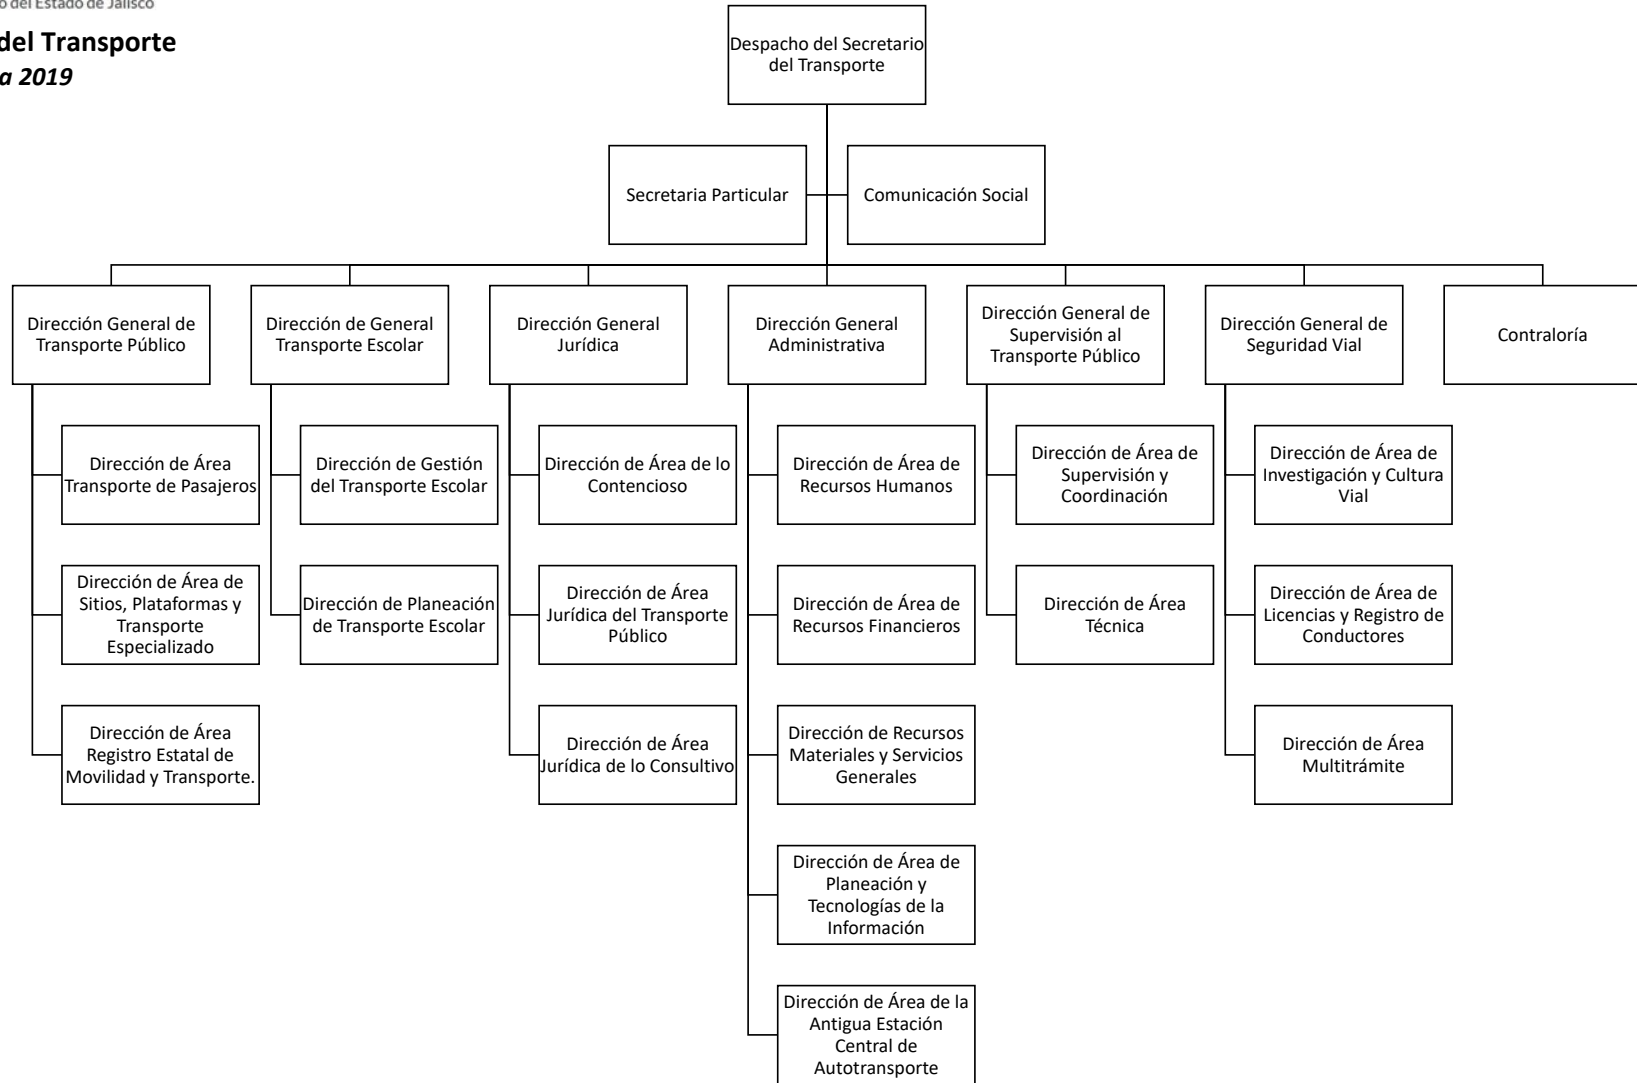 del Estado de Jalisco
del Transporte
2019
Despacho del Secretario
del Transporte
Secretaria Particular
Comunicación Social
Dirección General de
Transporte Público
Dirección de General
Transporte Escolar
Dirección General
Jurídica
Dirección General
Administrativa
Dirección General de
Supervisión al
Transporte Público
Dirección General de
Seguridad Vial
Contraloría
Dirección de Área
Transporte de Pasajeros
Dirección de Área de
Sitios, Plataformas y
Transporte
Especializado
Dirección de Área
Registro Estatal de
Movilidad y Transporte.
Dirección de Gestión
del Transporte Escolar
Dirección de Planeación
de Transporte Escolar
Dirección de Área de lo
Contencioso
Dirección de Área
Jurídica del Transporte
Público
Dirección de Área
Jurídica de lo Consultivo
Dirección de Área de
Recursos Humanos
Dirección de Área de
Recursos Financieros
Dirección de Recursos
Materiales y Servicios
Generales
Dirección de Área de
Planeación y
Tecnologías de la
Información
Dirección de Área de la
Antigua Estación
Central de
Autotransporte
Dirección de Área de
Supervisión y
Coordinación
Dirección de Área
Técnica
Dirección de Área de
Investigación y Cultura
Vial
Dirección de Área de
Licencias y Registro de
Conductores
Dirección de Área
Multitrámite